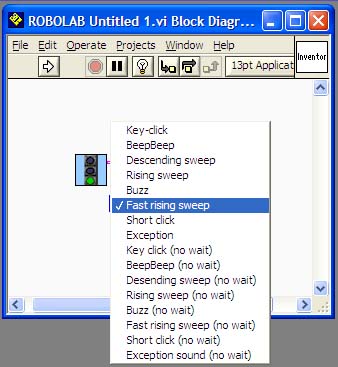 ROBOLAB Untitled 1.vi Block Diagr...
File Edit Operate Projects Window Help
13pt Applicat
Inventor
Key-click
BeepBeep
Descending sweep
Rising sweep
Buzz
Fast rising sweep
Short click
Exception
Key click (no wait)
BeepBeep (no wait)
Desending sweep (no wait)
Rising sweep (no wait)
Buzz (no wait)
Fast rising sweep (no wait)
Short click (no wait)
Exception sound (no wait)